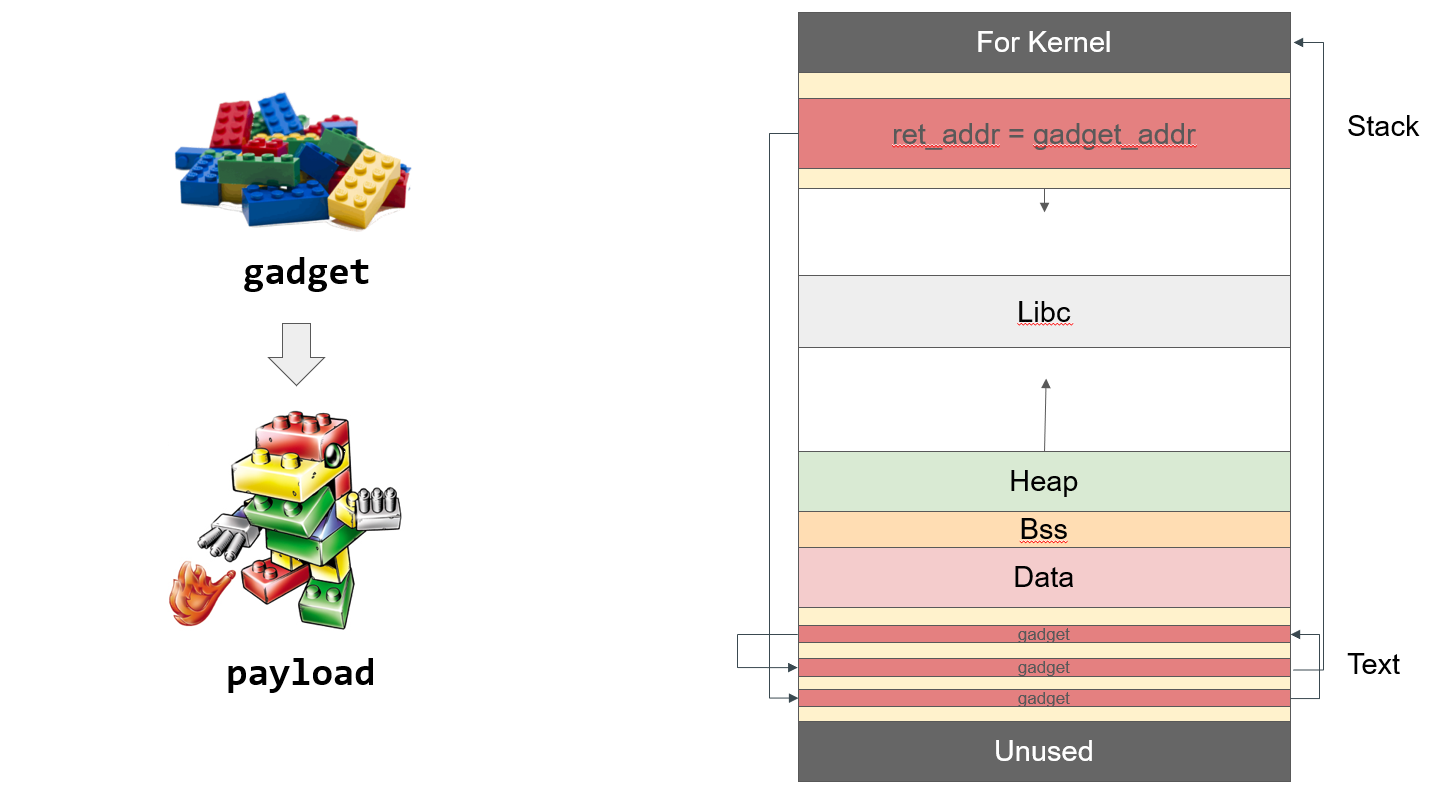 gadget
payload
For Kernel
ret_addr = gadget_addr
Stack
Libc
Heap
Bss
Data
gadget
gadget
gadget
Text
Unused